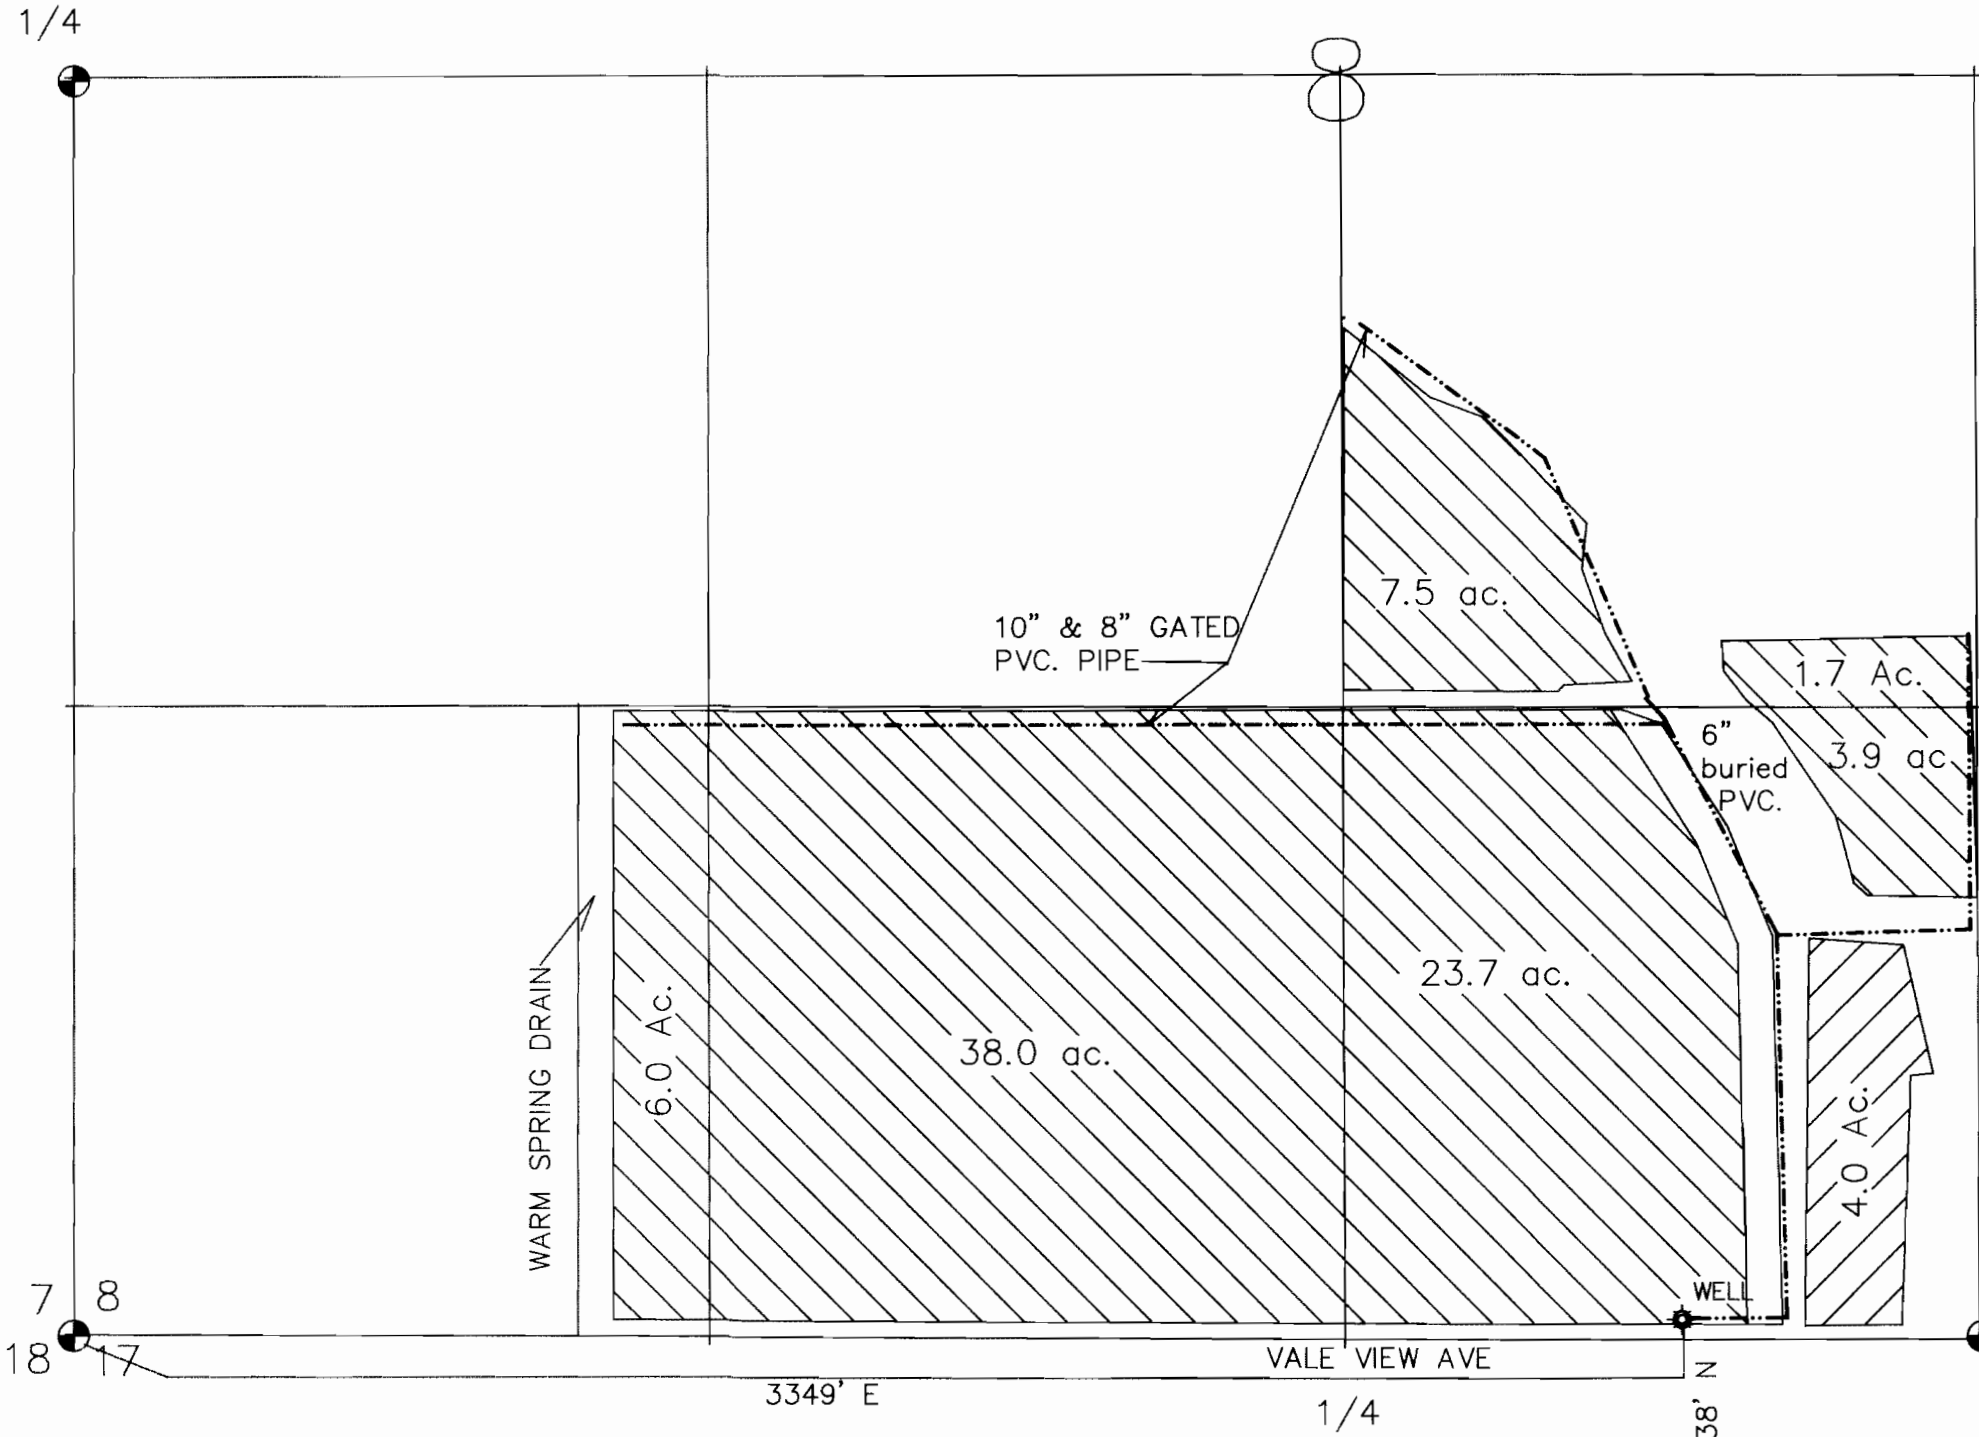 1/4
8
7.5 ac.
10" & 8" GATED
PVC. PIPE
1.7 Ac.
6"
buried
PVC.
3.9 ac
WARM SPRING DRAIN
6.0 Ac.
38.0 ac.
23.7 ac.
4.0 Ac.
WELL
7 8
18 17
VALE VIEW AVE
3349' E
38' N
1/4